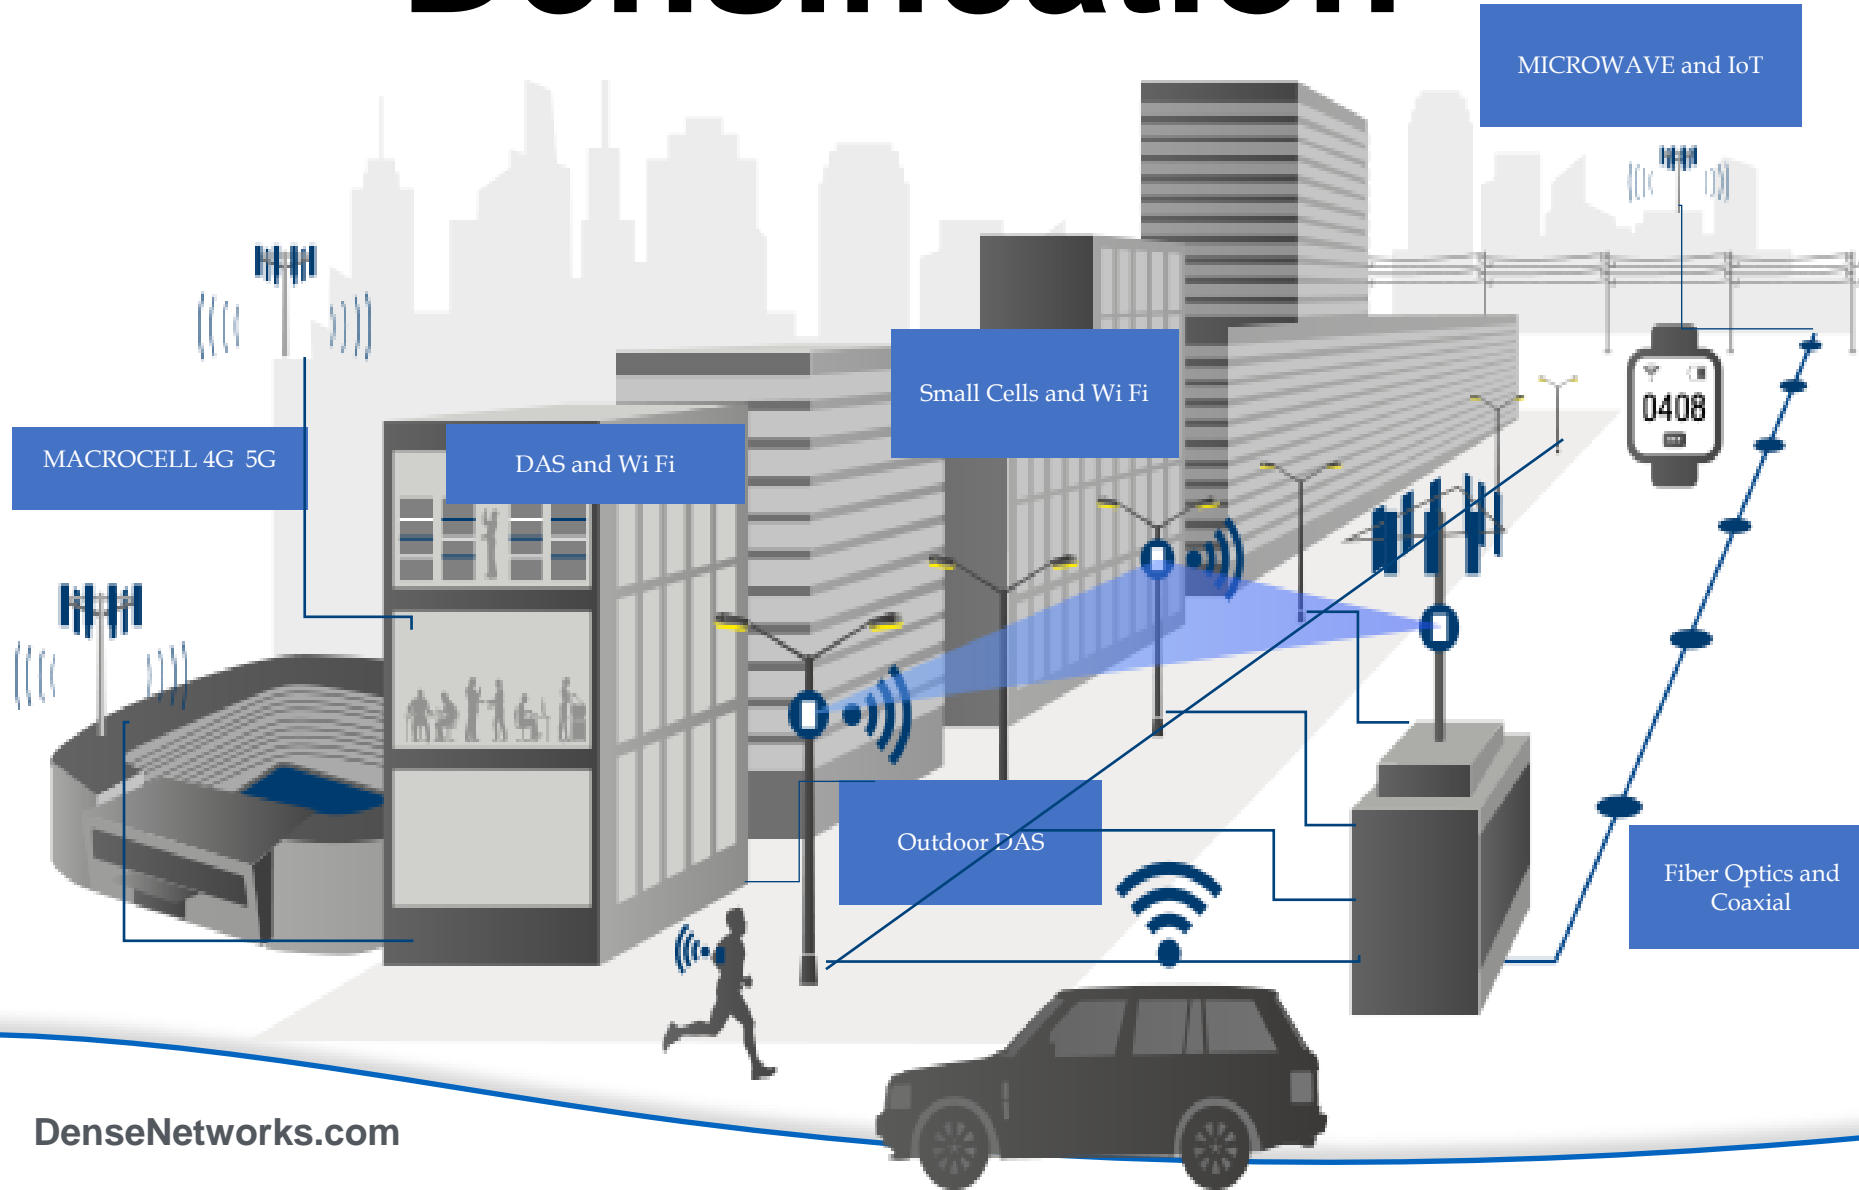 Densification
MICROWAVE and IoT
Small Cells and Wi Fi
MACROCELL 4G 5G
DAS and Wi Fi
0408
Outdoor DAS
Fiber Optics and
Coaxial
DenseNetworks.com